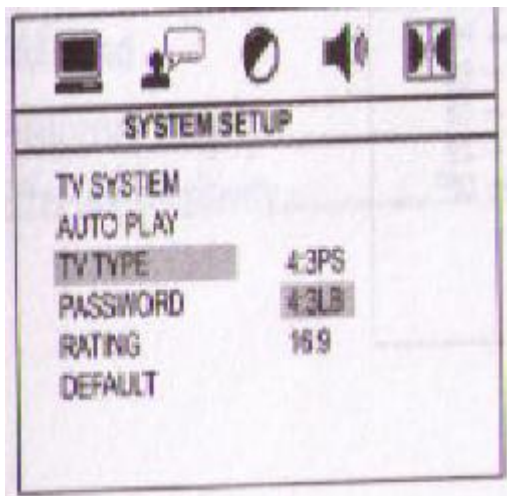 SYSTEM SETUP
TV SYSTEM
AUTO PLAY
TV TYPE 4:3PS
PASSWORD 4:3LB
RATING 16:9
DEFAULT